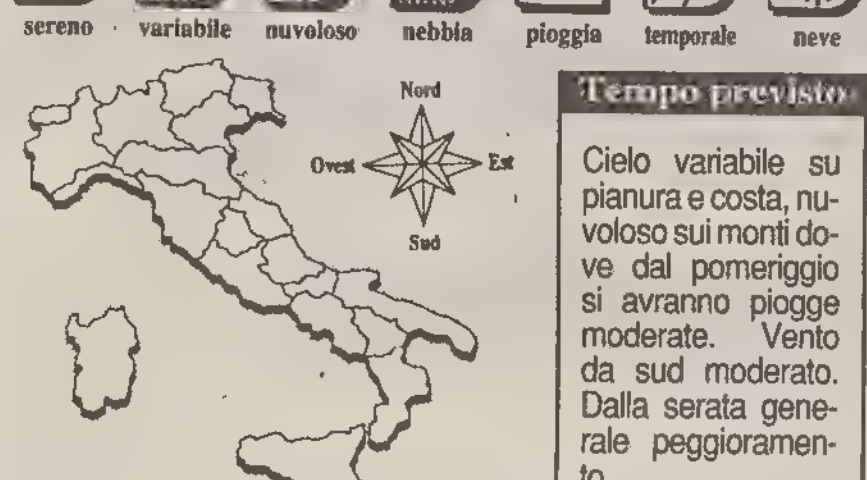 sereno variabile nuvoloso nebbia pioggia temporale neve
Nord
Ovest Est
Sud
Tempo previsto
Cielo variabile su
pianura e costa, nu-
voloso sui monti do-
ve dal pomeriggio
si avranno piogge
moderate. Vento
da sud moderato.
Dalla serata gene-
rale peggioramen-
to